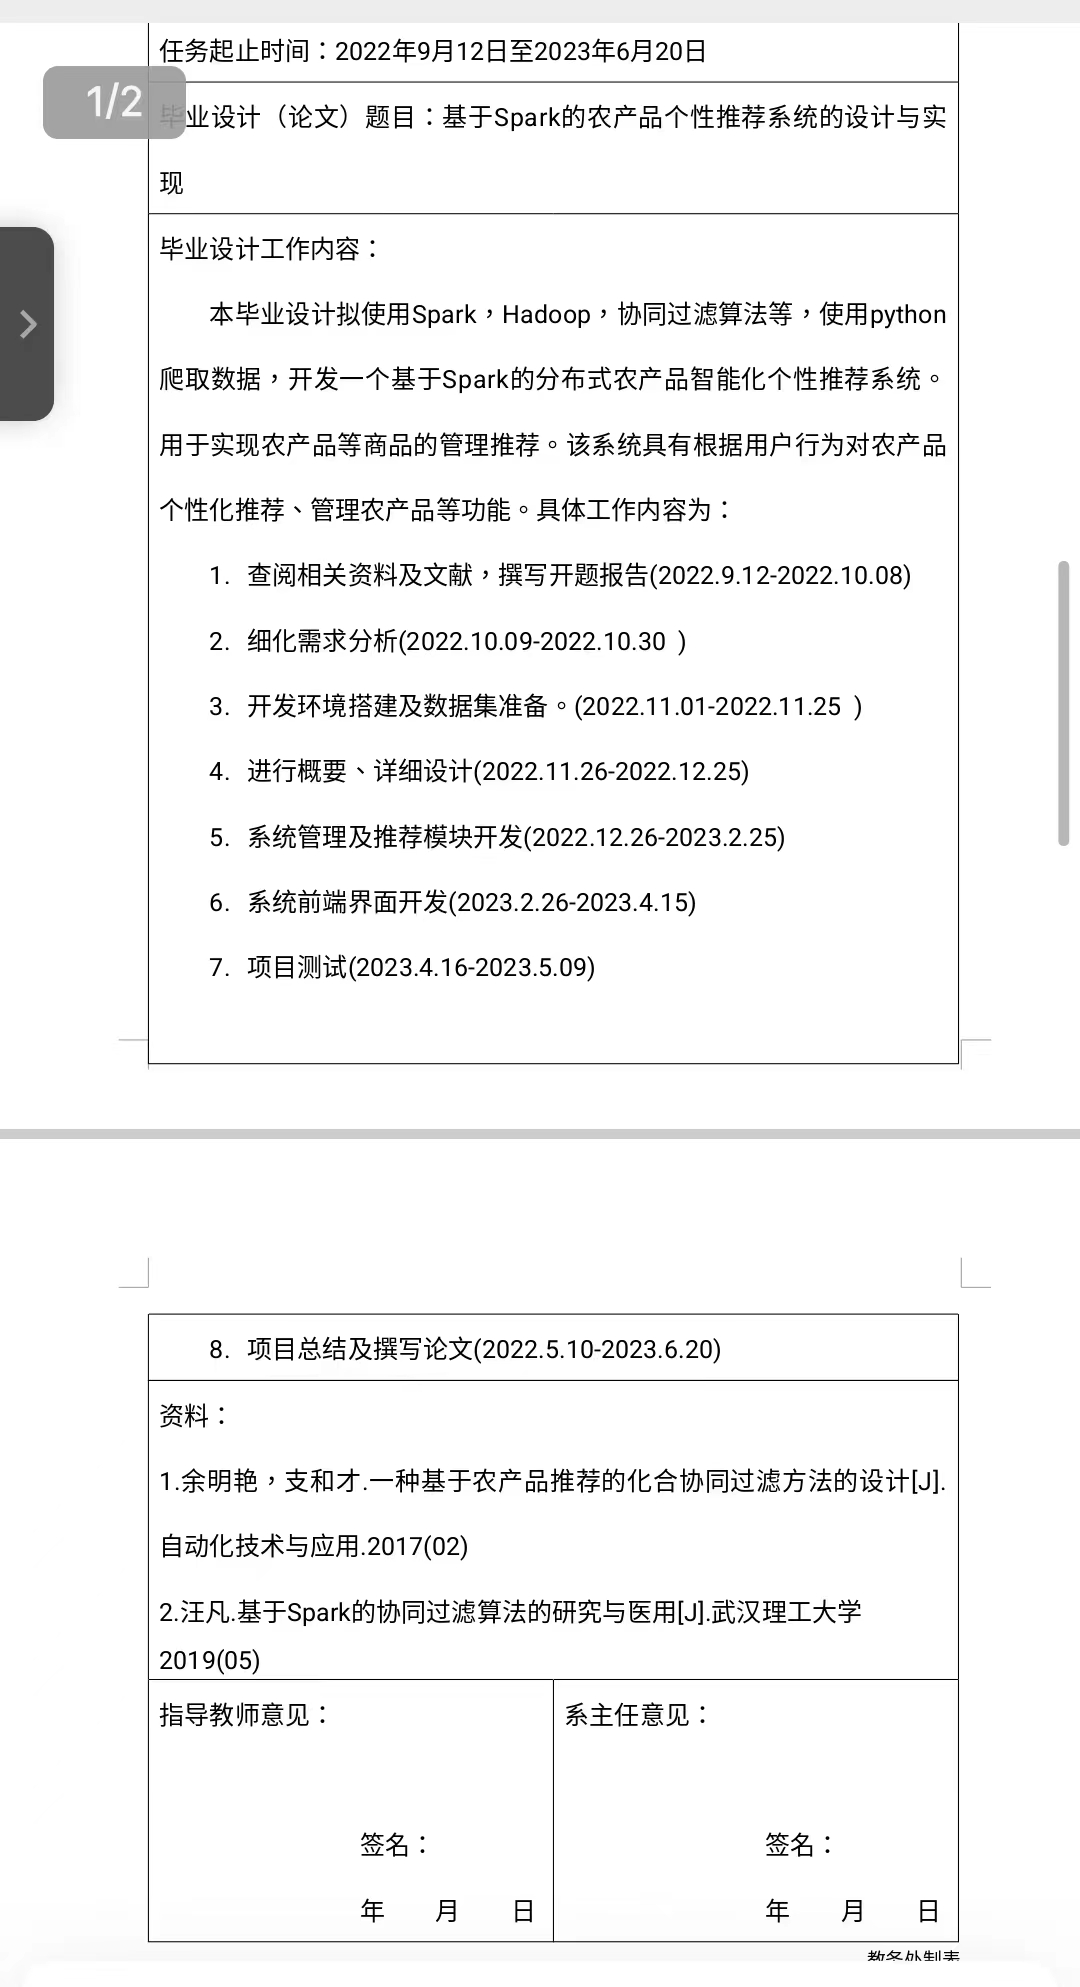 任务起止时间：2022年9月12日至2023年6月20日
1/2
毕业设计（论文）题目：基于Spark的农产品个性推荐系统的设计与实
现
毕业设计工作内容：
本毕业设计拟使用Spark，Hadoop，协同过滤算法等，使用python
爬取数据，开发一个基于Spark的分布式农产品智能化个性推荐系统。
用于实现农产品等商品的管理推荐。该系统具有根据用户行为对农产品
个性化推荐、管理农产品等功能。具体工作内容为：
1. 查阅相关资料及文献，撰写开题报告(2022.9.12-2022.10.08)
2. 细化需求分析(2022.10.09-2022.10.30 )
3. 开发环境搭建及数据集准备。(2022.11.01-2022.11.25 )
4. 进行概要、详细设计(2022.11.26-2022.12.25)
5. 系统管理及推荐模块开发(2022.12.26-2023.2.25)
6. 系统前端界面开发(2023.2.26-2023.4.15)
7. 项目测试(2023.4.16-2023.5.09)
8. 项目总结及撰写论文(2022.5.10-2023.6.20)
资料：
1.余明艳，支和才.一种基于农产品推荐的化合协同过滤方法的设计[J].
自动化技术与应用.2017(02)
2.汪凡.基于Spark的协同过滤算法的研究与医用[J].武汉理工大学
2019(05)
指导教师意见：
系主任意见：
签名：
签名：
年 月 日
年 月 日
教务处制表